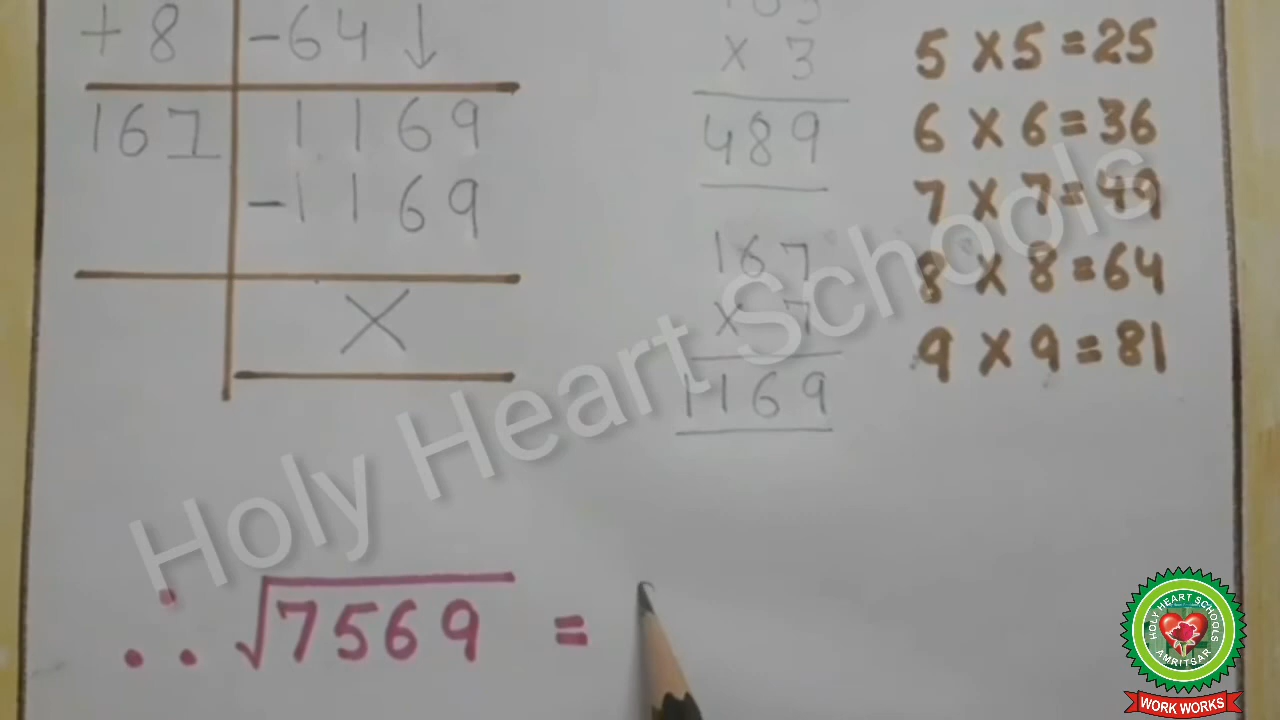 + 8 -64 ↓
167 1169
-1169
×
× 3
489
167
× 7
1169
5 × 5 = 25
6 × 6 = 36
7 × 7 = 49
8 × 8 = 64
9 × 9 = 81
∴ √7569 =
Holy Heart Schools
HOLY HEART SCHOOLS
AMRITSAR
WORK WORKS